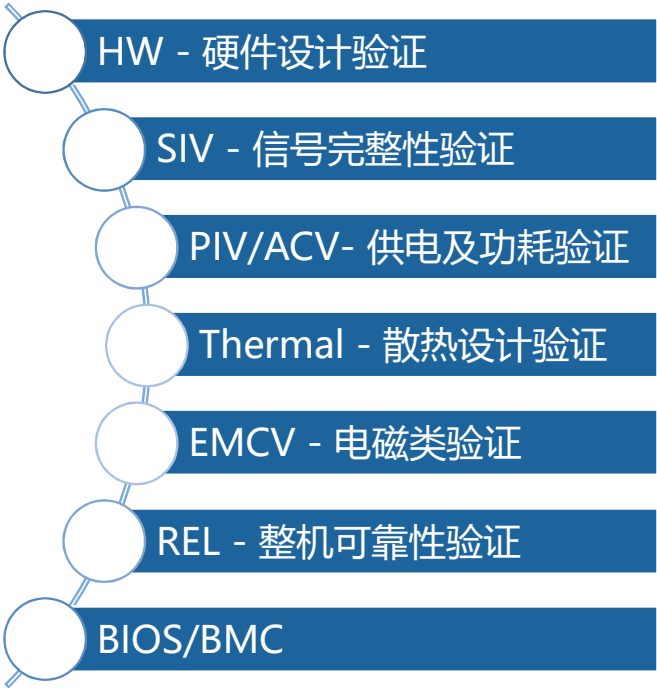 HW - 硬件设计验证
SIV - 信号完整性验证
PIV/ACV- 供电及功耗验证
Thermal - 散热设计验证
EMCV - 电磁类验证
REL - 整机可靠性验证
BIOS/BMC